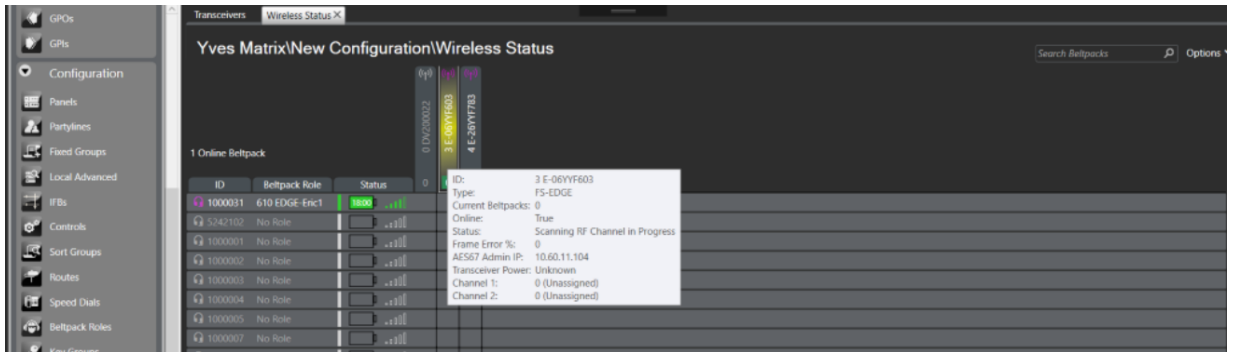 GPOs
GPIs
Configuration
Panels
Partylines
Fixed Groups
Local Advanced
IFBs
Controls
Sort Groups
Routes
Speed Dials
Beltpack Roles
Key Groups
Transceivers Wireless Status X
Yves Matrix\New Configuration\Wireless Status
Search Beltpacks Options
0 DV200022
3 E-06YYF603
4 E-26YYF783
1 Online Beltpack
ID Beltpack Role Status 0
1000031 610 EDGE-Eric1 18:00
5242102 No Role
1000001 No Role
1000002 No Role
1000003 No Role
1000004 No Role
1000005 No Role
1000007 No Role
ID: 3 E-06YYF603
Type: FS-EDGE
Current Beltpacks: 0
Online: True
Status: Scanning RF Channel in Progress
Frame Error %: 0
AES67 Admin IP: 10.60.11.104
Transceiver Power: Unknown
Channel 1: 0 (Unassigned)
Channel 2: 0 (Unassigned)